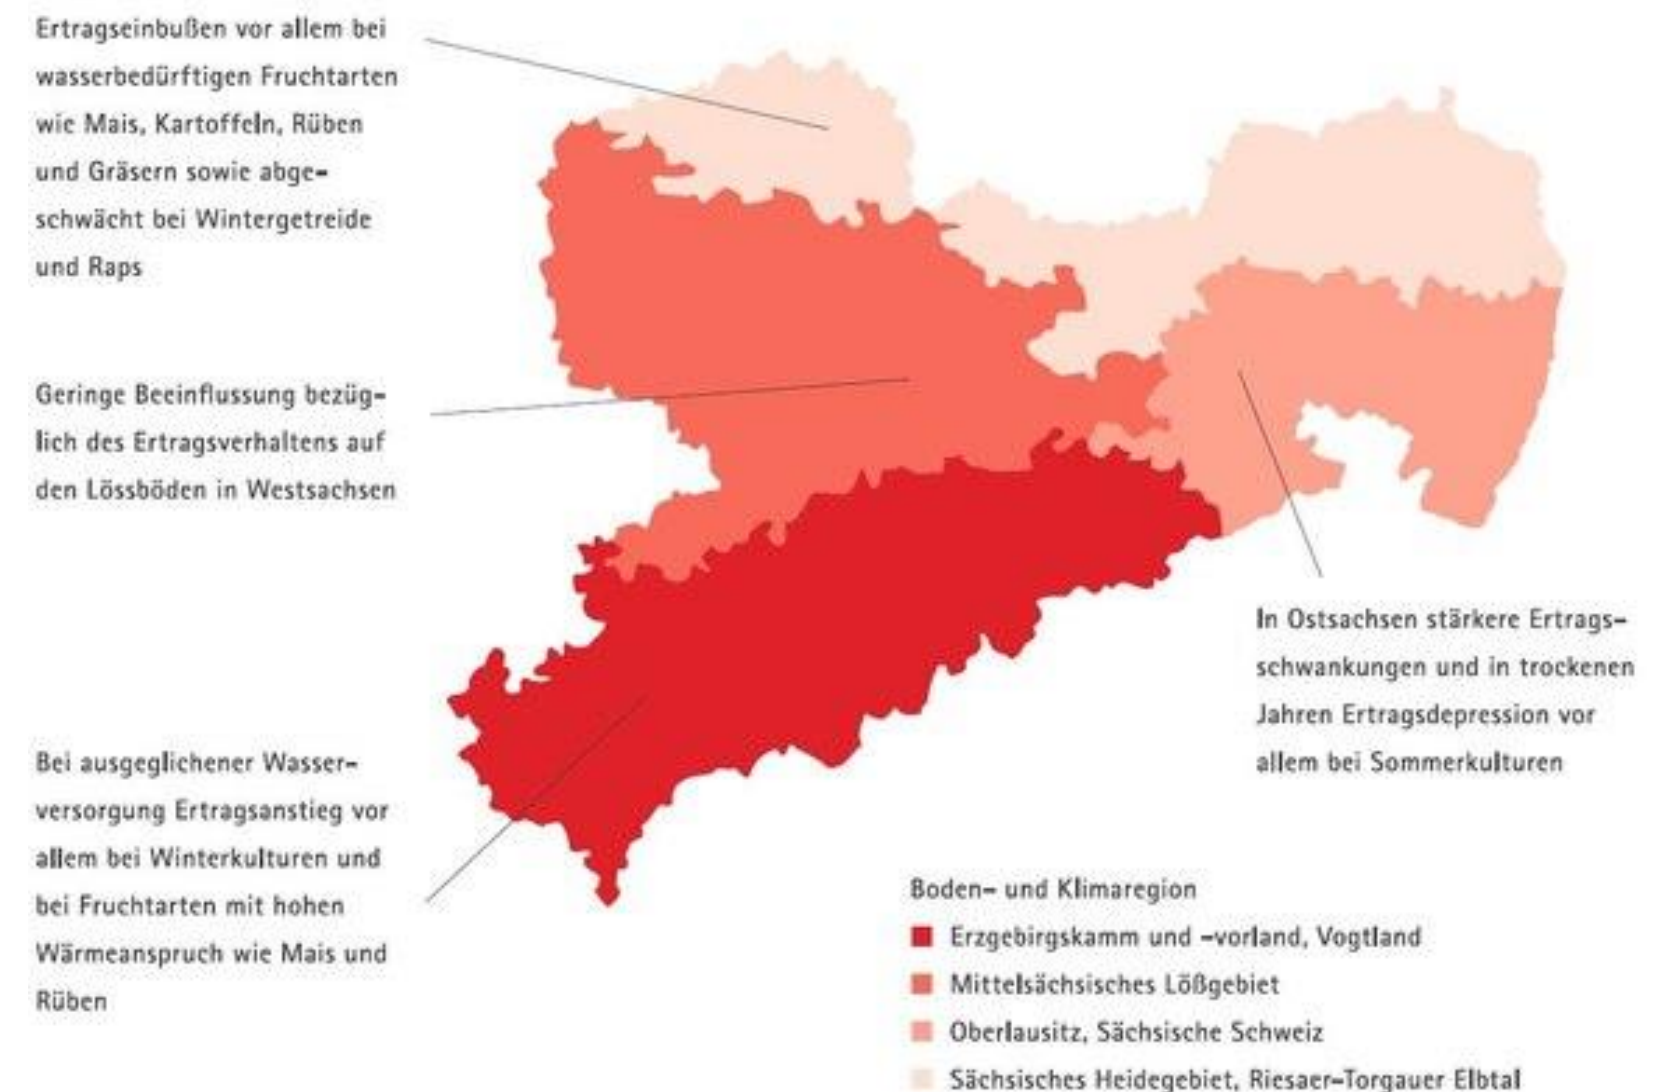 Ertragseinbußen vor allem bei
wasserbedürftigen Fruchtarten
wie Mais, Kartoffeln, Rüben
und Gräsern sowie abge-
schwächt bei Wintergetreide
und Raps
Geringe Beeinflussung bezüg-
lich des Ertragsverhaltens auf
den Lössböden in Westsachsen
Bei ausgeglichener Wasser-
versorgung Ertragsanstieg vor
allem bei Winterkulturen und
bei Fruchtarten mit hohen
Wärmeanspruch wie Mais und
Rüben
In Ostsachsen stärkere Ertrags-
schwankungen und in trockenen
Jahren Ertragsdepression vor
allem bei Sommerkulturen
Boden- und Klimaregion
Erzgebirgskamm und -vorland, Vogtland
Mittelsächsisches Lößgebiet
Oberlausitz, Sächsische Schweiz
Sächsisches Heidegebiet, Riesaer-Torgauer Elbtal